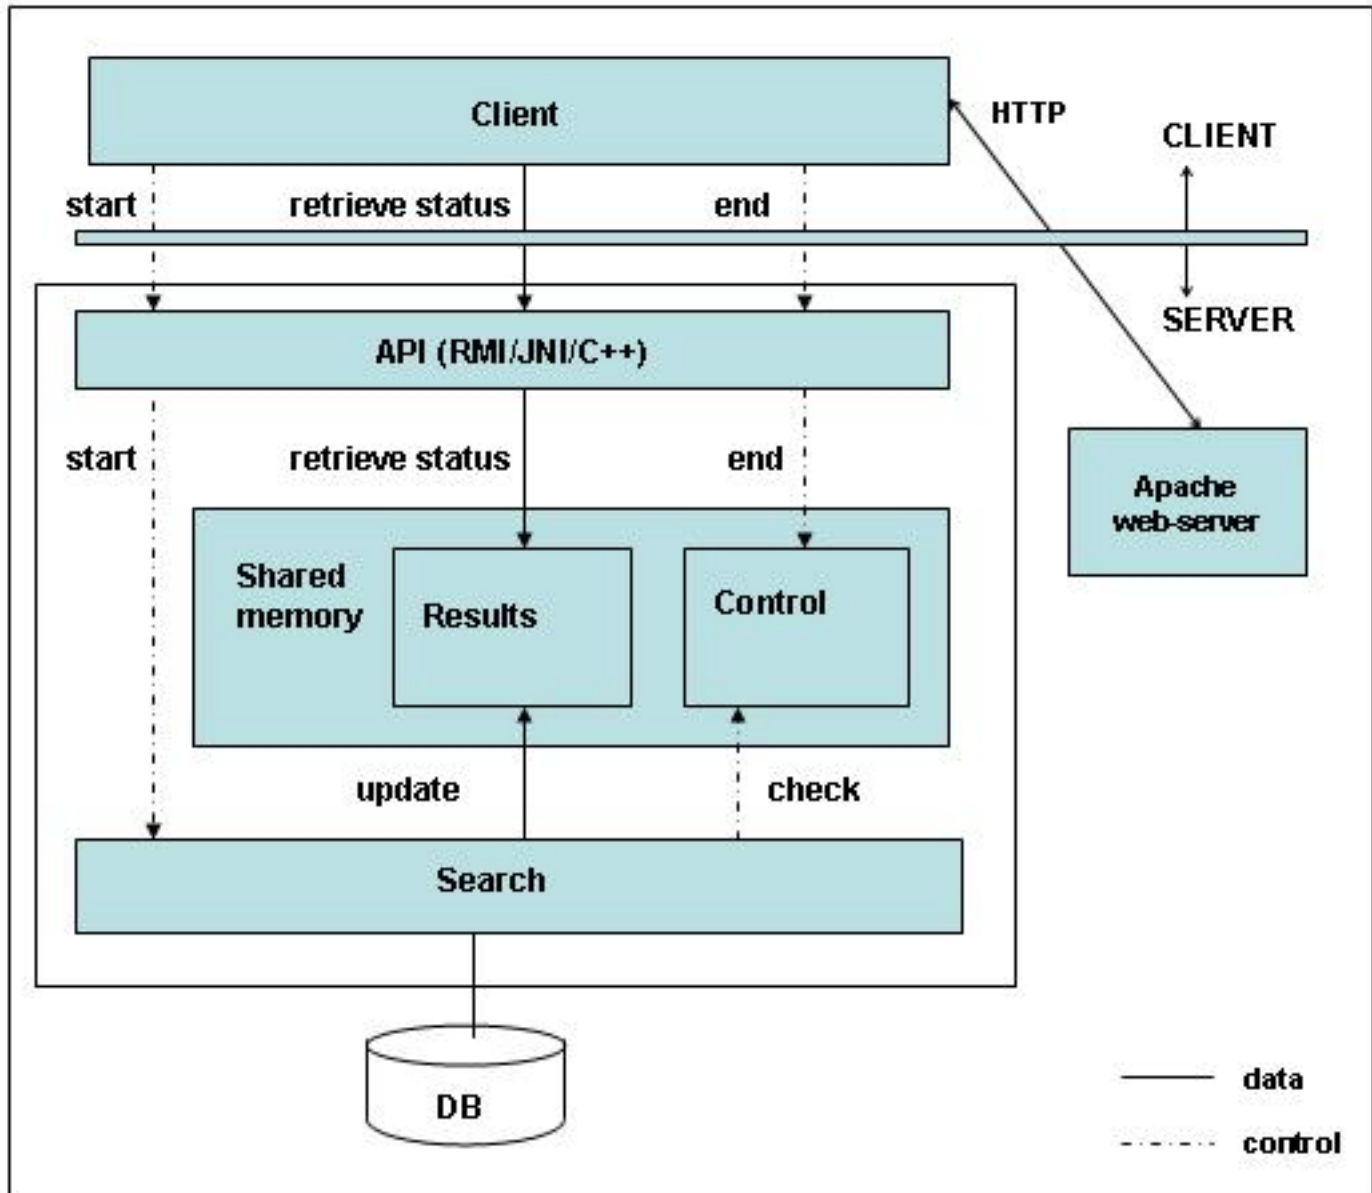 Client
HTTP
CLIENT
start
retrieve status
end
SERVER
API (RMI/JNI/C++)
start
retrieve status
end
Apache
web-server
Shared
memory
Results
Control
update
check
Search
DB
data
control